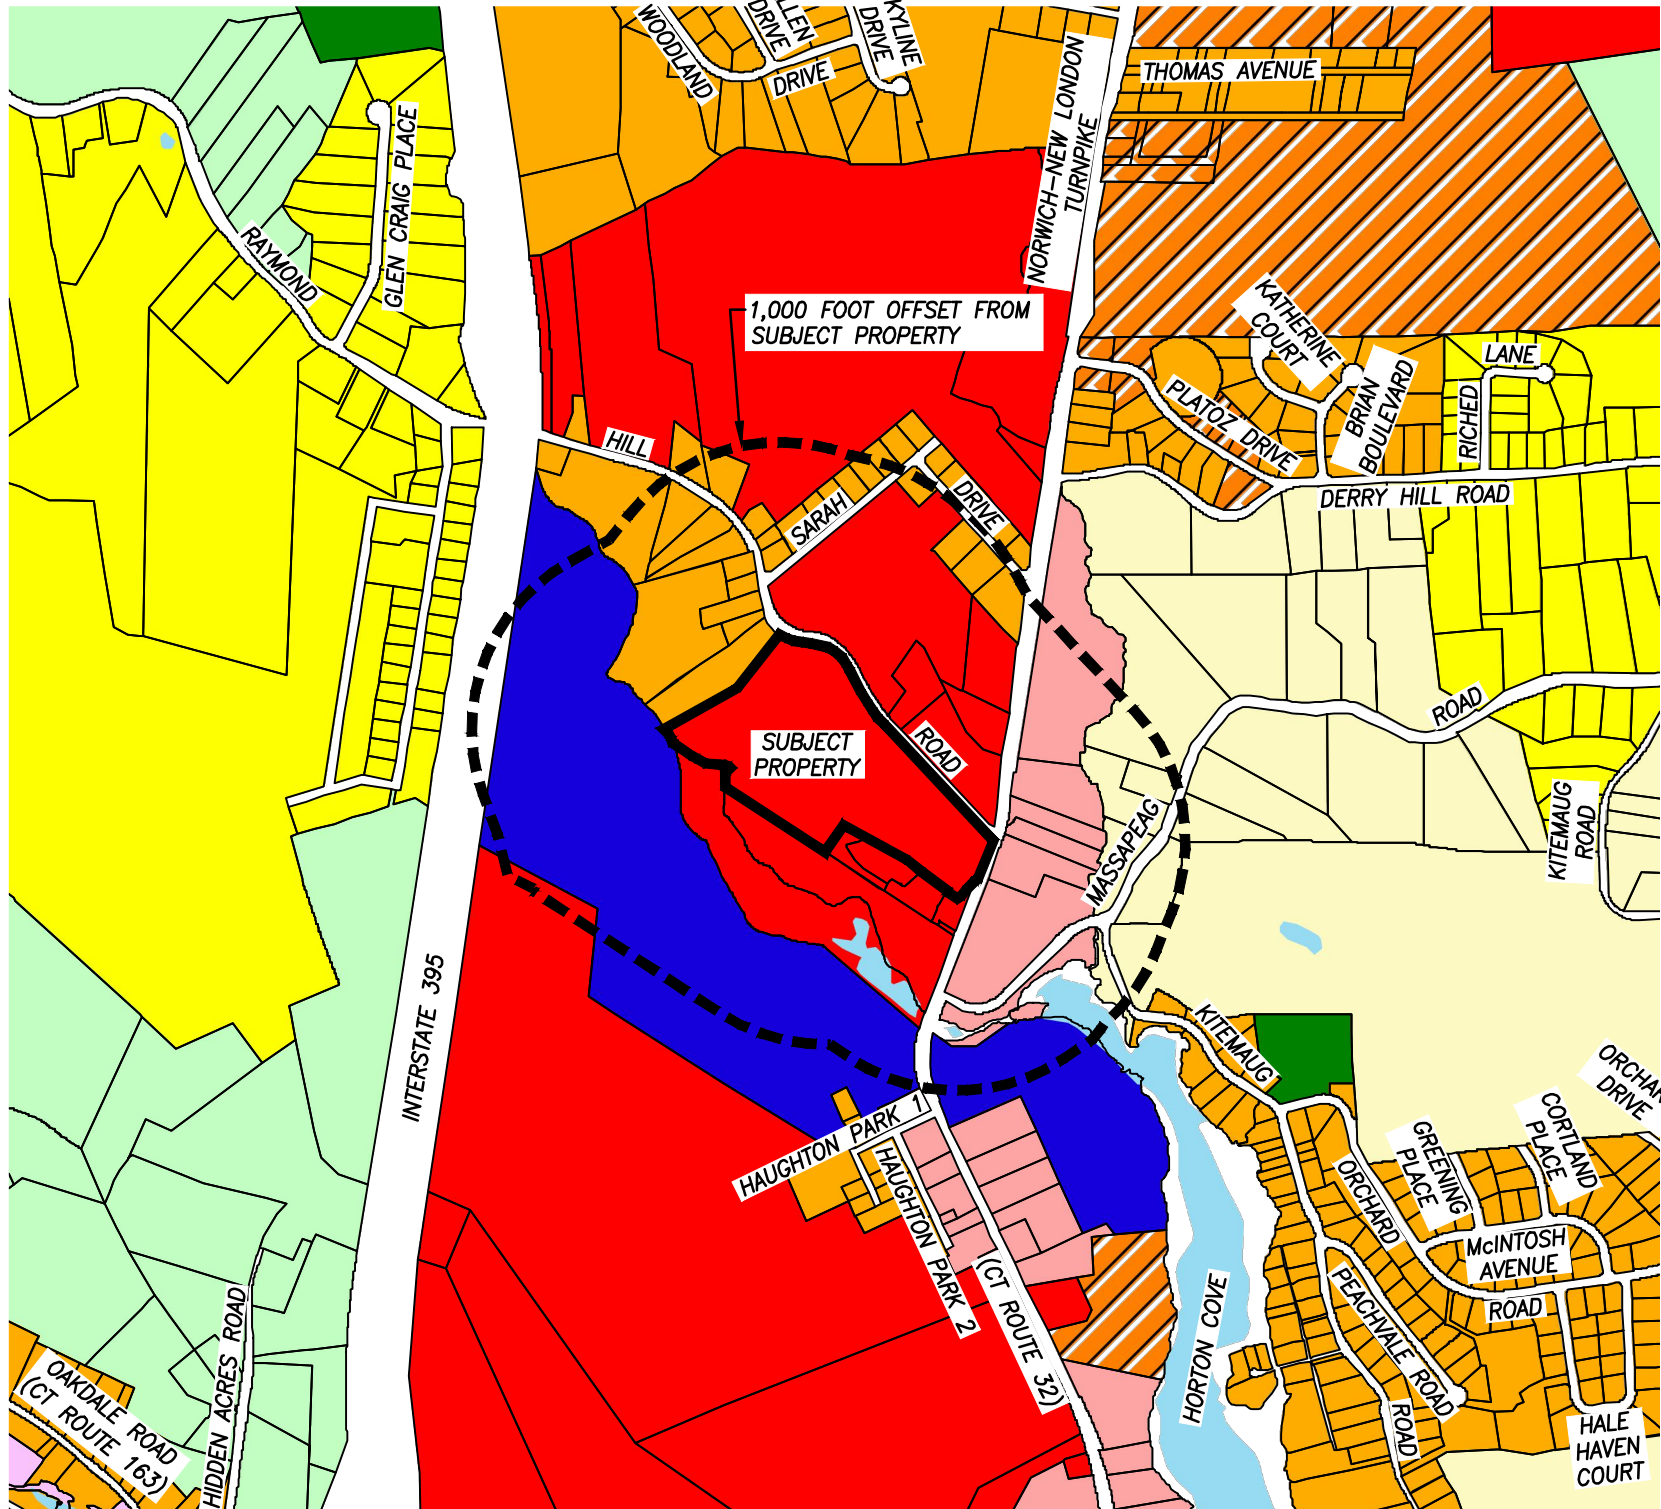 WOODLAND
DRIVE
DRIVE
DRIVE
THOMAS AVENUE
NORWICH–NEW LONDON
TURNPIKE
GLEN CRAIG PLACE
RAYMOND
HILL
ROAD
1,000 FOOT OFFSET FROM
SUBJECT PROPERTY
KATHERINE
COURT
BRIAN
BOULEVARD
PLATOZ DRIVE
LANE
RICHED
DERRY HILL ROAD
SARAH
DRIVE
SUBJECT
PROPERTY
MASSAPEAG
ROAD
KITEMAUG
ROAD
INTERSTATE 395
KITEMAUG
ORCHARD
ROAD
DRIVE
CORTLAND
PLACE
GREENING
PLACE
McINTOSH
AVENUE
PEACHVALE ROAD
ROAD
HALE
HAVEN
COURT
HAUGHTON PARK 1
HAUGHTON PARK 2
(CT ROUTE 32)
HORTON COVE
HIDDEN ACRES ROAD
OAKDALE ROAD
(CT ROUTE 163)